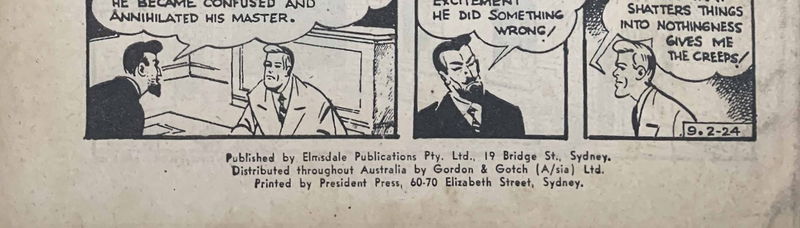 HE BECAME CONFUSED AND
ANNIHILATED HIS MASTER.
EXCITEMENT
HE DID SOMETHING
WRONG!
SHATTERS THINGS
INTO NOTHINGNESS
GIVES ME
THE CREEPS!
9.2-24
Published by Elmsdale Publications Pty. Ltd., 19 Bridge St., Sydney.
Distributed throughout Australia by Gordon & Gotch (A/sia) Ltd.
Printed by President Press, 60-70 Elizabeth Street, Sydney.